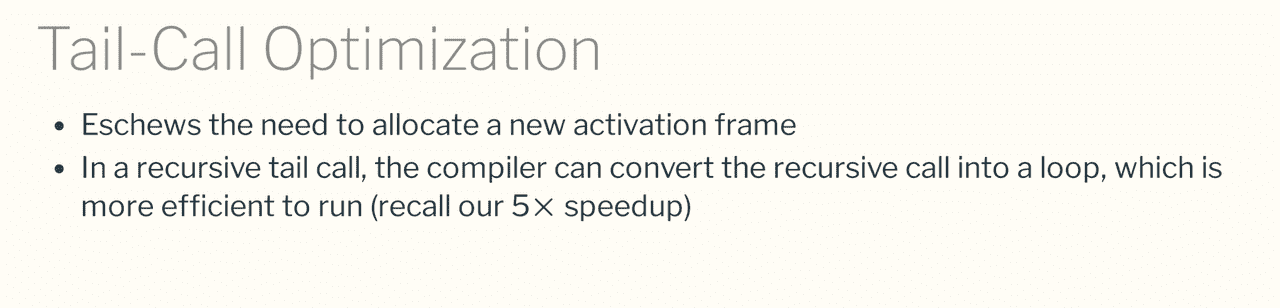 Tail-Call Optimization
• Eschews the need to allocate a new activation frame
• In a recursive tail call, the compiler can convert the recursive call into a loop, which is
more efficient to run (recall our 5× speedup)